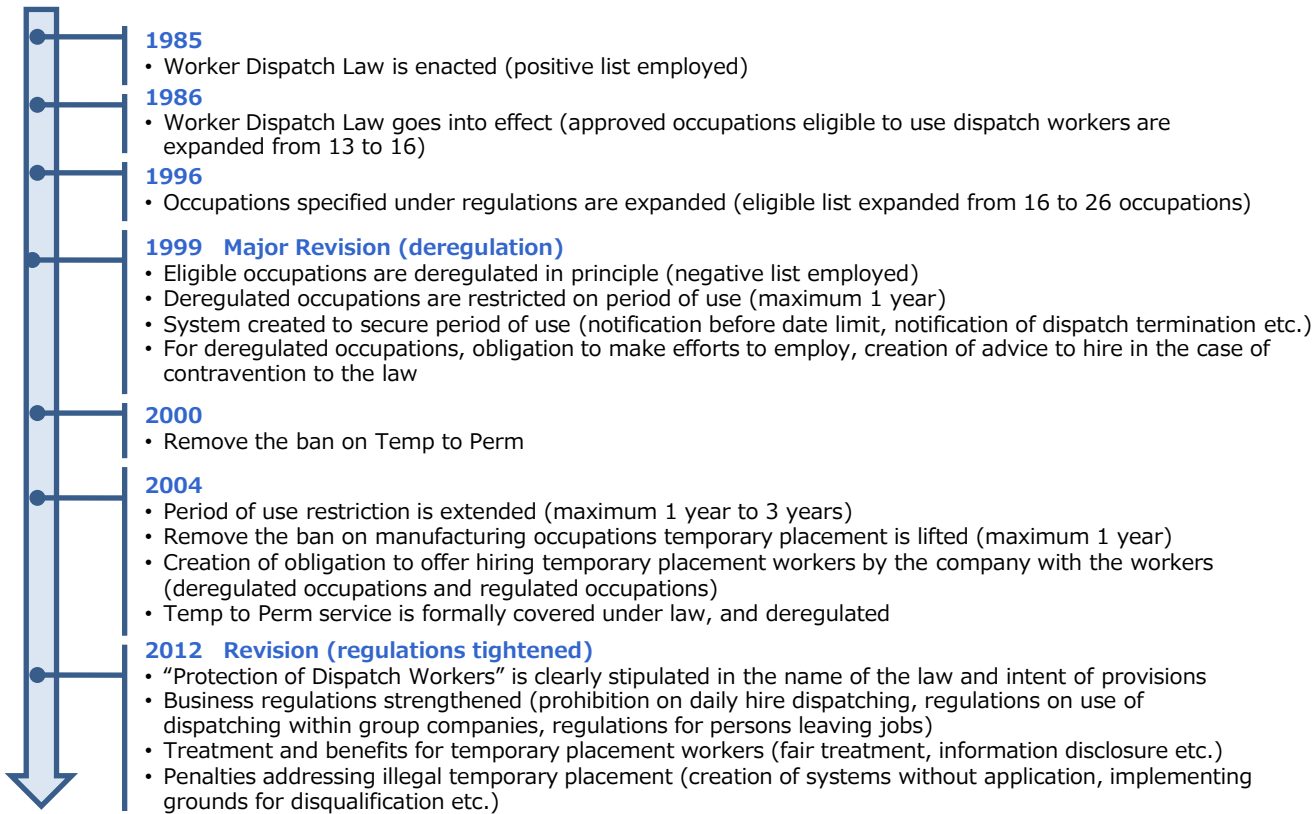 1985
• Worker Dispatch Law is enacted (positive list employed)
1986
• Worker Dispatch Law goes into effect (approved occupations eligible to use dispatch workers are
expanded from 13 to 16)
1996
• Occupations specified under regulations are expanded (eligible list expanded from 16 to 26 occupations)
1999 Major Revision (deregulation)
• Eligible occupations are deregulated in principle (negative list employed)
• Deregulated occupations are restricted on period of use (maximum 1 year)
• System created to secure period of use (notification before date limit, notification of dispatch termination etc.)
• For deregulated occupations, obligation to make efforts to employ, creation of advice to hire in the case of
contravention to the law
2000
• Remove the ban on Temp to Perm
2004
• Period of use restriction is extended (maximum 1 year to 3 years)
• Remove the ban on manufacturing occupations temporary placement is lifted (maximum 1 year)
• Creation of obligation to offer hiring temporary placement workers by the company with the workers
(deregulated occupations and regulated occupations)
• Temp to Perm service is formally covered under law, and deregulated
2012 Revision (regulations tightened)
• “Protection of Dispatch Workers” is clearly stipulated in the name of the law and intent of provisions
• Business regulations strengthened (prohibition on daily hire dispatching, regulations on use of
dispatching within group companies, regulations for persons leaving jobs)
• Treatment and benefits for temporary placement workers (fair treatment, information disclosure etc.)
• Penalties addressing illegal temporary placement (creation of systems without application, implementing
grounds for disqualification etc.)